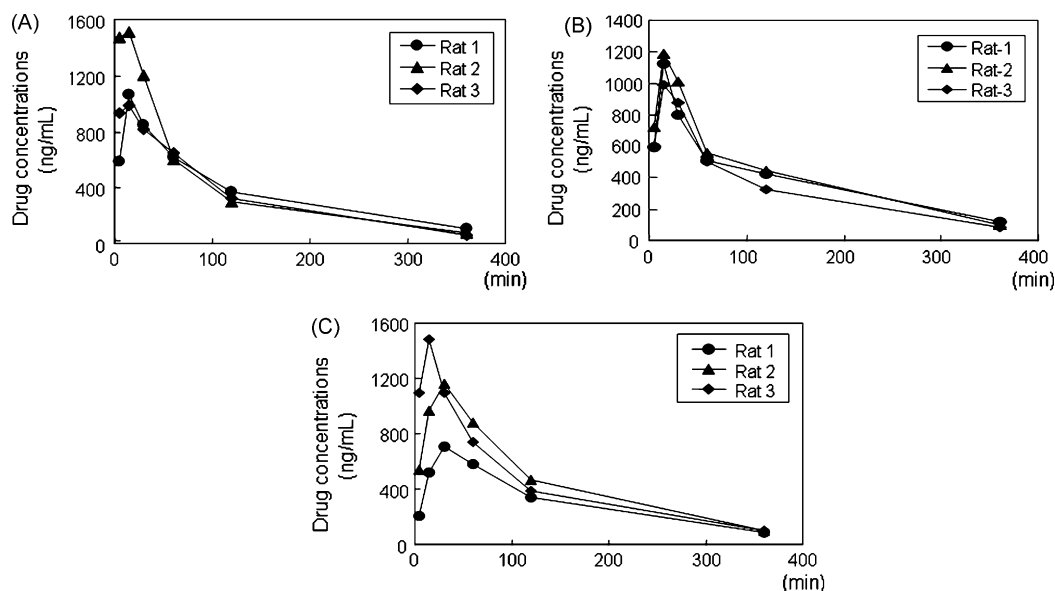 (A)
Drug concentrations
(ng/mL)
1600
1200
800
400
0
0
100
200
300
400
(min)
Rat 1
Rat 2
Rat 3
(B)
Drug concentrations
(ng/mL)
1400
1200
1000
800
600
400
200
0
0
100
200
300
400
(min)
Rat-1
Rat-2
Rat-3
(C)
Drug concentrations
(ng/mL)
1600
1200
800
400
0
0
100
200
300
400
(min)
Rat 1
Rat 2
Rat 3